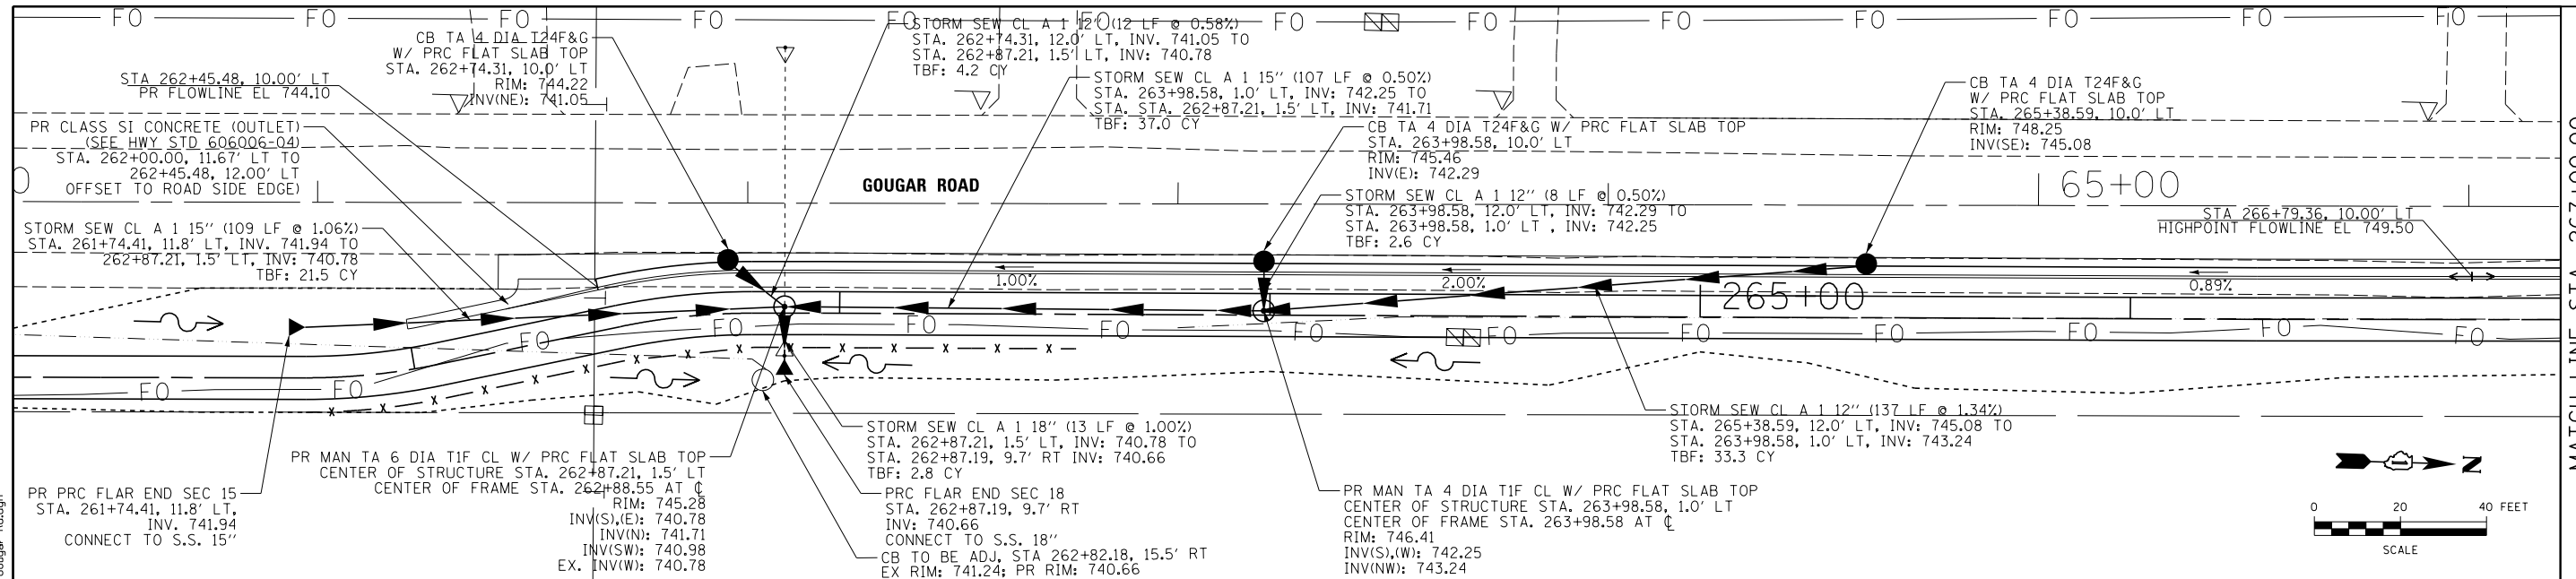 FO FO FO FO FO FO FO FO FO FO FO FO FO
CB TA 4 DIA T24F&G
W/ PRC FLAT SLAB TOP
STA. 262+74.31, 10.0' LT
RIM: 744.22
INV(NE): 741.05
STORM SEW CL A 1 12'' (12 LF @ 0.58%)
STA. 262+74.31, 12.0' LT, INV. 741.05 TO
STA. 262+87.21, 1.5' LT, INV: 740.78
TBF: 4.2 CY
STA 262+45.48, 10.00' LT
PR FLOWLINE EL 744.10
STORM SEW CL A 1 15'' (107 LF @ 0.50%)
STA. 263+98.58, 1.0' LT, INV: 742.25 TO
STA. STA. 262+87.21, 1.5' LT, INV: 741.71
TBF: 37.0 CY
CB TA 4 DIA T24F&G
W/ PRC FLAT SLAB TOP
STA. 265+38.59, 10.0' LT
RIM: 748.25
INV(SE): 745.08
PR CLASS SI CONCRETE (OUTLET)
(SEE HWY STD 606006-04)
STA. 262+00.00, 11.67' LT TO
262+45.48, 12.00' LT
OFFSET TO ROAD SIDE EDGE)
CB TA 4 DIA T24F&G W/ PRC FLAT SLAB TOP
STA. 263+98.58, 10.0' LT
RIM: 745.46
INV(E): 742.29
GOUGAR ROAD
65+00
STORM SEW CL A 1 12'' (8 LF @ 0.50%)
STA. 263+98.58, 12.0' LT, INV: 742.29 TO
STA. 263+98.58, 1.0' LT , INV: 742.25
TBF: 2.6 CY
STA 266+79.36, 10.00' LT
HIGHPOINT FLOWLINE EL 749.50
STORM SEW CL A 1 15'' (109 LF @ 1.06%)
STA. 261+74.41, 11.8' LT, INV. 741.94 TO
262+87.21, 1.5' LT, INV: 740.78
TBF: 21.5 CY
1.00%
2.00%
0.89%
265+00
FO FO FO FO FO FO FO FO FO FO FO FO FO
x x x x x x x x x x x x x x x
STORM SEW CL A 1 12'' (137 LF @ 1.34%)
STA. 265+38.59, 12.0' LT, INV: 745.08 TO
STA. 263+98.58, 1.0' LT, INV: 743.24
TBF: 33.3 CY
STORM SEW CL A 1 18'' (13 LF @ 1.00%)
STA. 262+87.21, 1.5' LT, INV: 740.78 TO
STA. 262+87.19, 9.7' RT INV: 740.66
TBF: 2.8 CY
PR MAN TA 6 DIA T1F CL W/ PRC FLAT SLAB TOP
CENTER OF STRUCTURE STA. 262+87.21, 1.5' LT
CENTER OF FRAME STA. 262+88.55 AT ℄
RIM: 745.28
INV(S),(E): 740.78
INV(N): 741.71
INV(SW): 740.98
EX. INV(W): 740.78
PR PRC FLAR END SEC 15
STA. 261+74.41, 11.8' LT,
INV. 741.94
CONNECT TO S.S. 15''
PRC FLAR END SEC 18
STA. 262+87.19, 9.7' RT
INV: 740.66
CONNECT TO S.S. 18''
CB TO BE ADJ, STA 262+82.18, 15.5' RT
EX RIM: 741.24; PR RIM: 740.66
PR MAN TA 4 DIA T1F CL W/ PRC FLAT SLAB TOP
CENTER OF STRUCTURE STA. 263+98.58, 1.0' LT
CENTER OF FRAME STA. 263+98.58 AT ℄
RIM: 746.41
INV(S),(W): 742.25
INV(NW): 743.24
N
0 20 40 FEET
SCALE